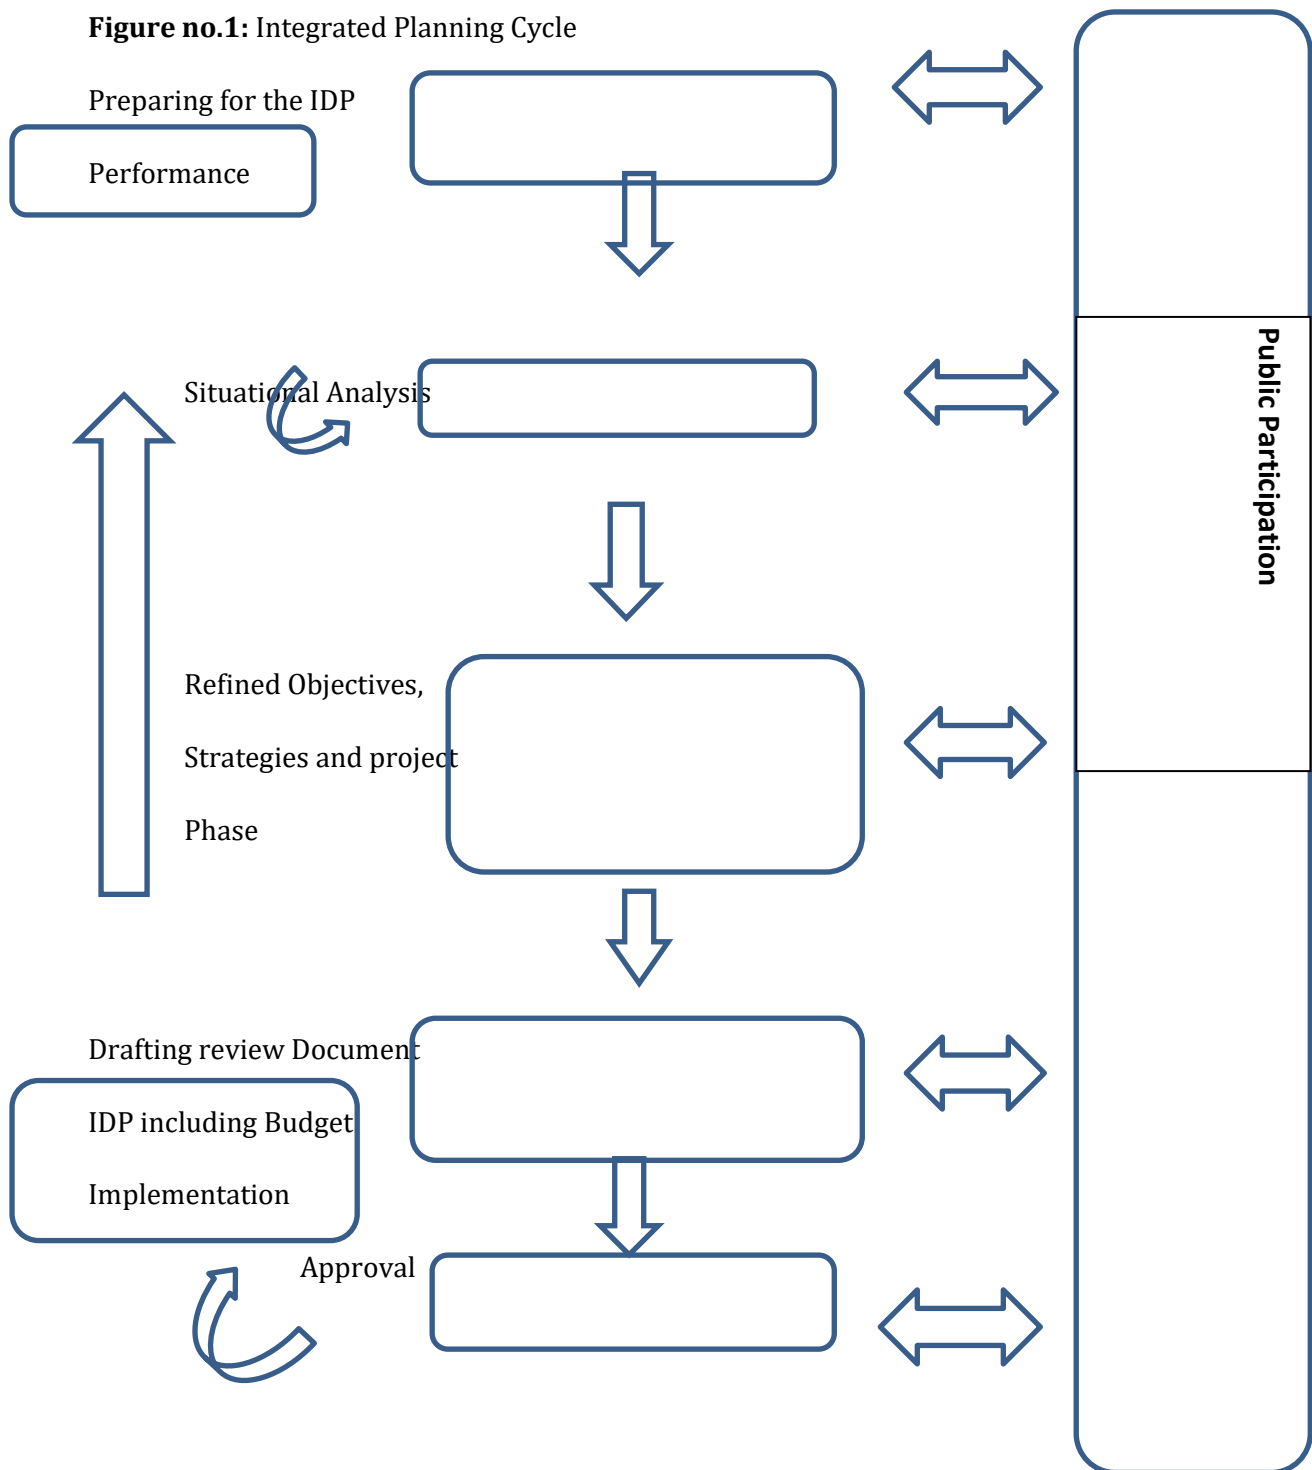 Figure no.1: Integrated Planning Cycle
Preparing for the IDP
Performance
Situational Analysis
Public Participation
Refined Objectives,
Strategies and project
Phase
Drafting review Document
IDP including Budget
Implementation
Approval